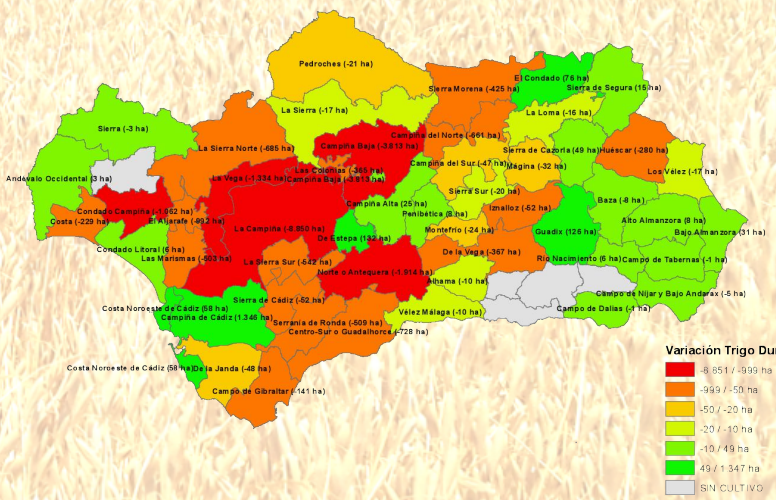 Pedroches (-21 ha)
El Condado (76 ha)
Sierra Morena (-425 ha)
Sierra de Segura (15 ha)
La Sierra (-17 ha)
La Loma (-16 ha)
Sierra (-3 ha)
Campiña del Norte (-661 ha)
La Sierra Norte (-685 ha)
Campiña Baja (-3.813 ha)
Sierra de Cazorla (49 ha)
Huéscar (-280 ha)
Campiña del Sur (-47 ha)
Mágina (-32 ha)
Las Colonias (-365 ha)
Los Vélez (-17 ha)
Andévalo Occidental (3 ha)
La Vega (-1.334 ha)
Campiña Baja (-3.813 ha)
Sierra Sur (-20 ha)
Baza (-8 ha)
Campiña Alta (25 ha)
Condado Campiña (-1.062 ha)
Penibética (8 ha)
Iznalloz (-52 ha)
Costa (-229 ha)
El Aljarafe (-892 ha)
Alto Almanzora (8 ha)
La Campiña (-8.850 ha)
Montefrío (-24 ha)
Guadix (126 ha)
Bajo Almanzora (31 ha)
De Estepa (132 ha)
Condado Litoral (6 ha)
De la Vega (-367 ha)
Las Marismas (-503 ha)
La Sierra Sur (-642 ha)
Río Nacimiento (6 ha)
Campo de Tabernas (-1 ha)
Norte o Antequera (-1.914 ha)
Alhama (-10 ha)
Campo de Níjar y Bajo Andarax (-5 ha)
Sierra de Cádiz (-52 ha)
Costa Noroeste de Cádiz (58 ha)
Campo de Dalías (-1 ha)
Vélez Málaga (-10 ha)
Campiña de Cádiz (1.346 ha)
Serranía de Ronda (-509 ha)
Centro-Sur o Guadalhorce (-728 ha)
Costa Noroeste de Cádiz (58 ha)
De la Janda (-48 ha)
Campo de Gibraltar (-141 ha)
Variación Trigo Dur
-8 851 / -999 ha
-999 / -50 ha
-50 / -20 ha
-20 / -10 ha
-10 / 49 ha
49 / 1 347 ha
SIN CULTIVO